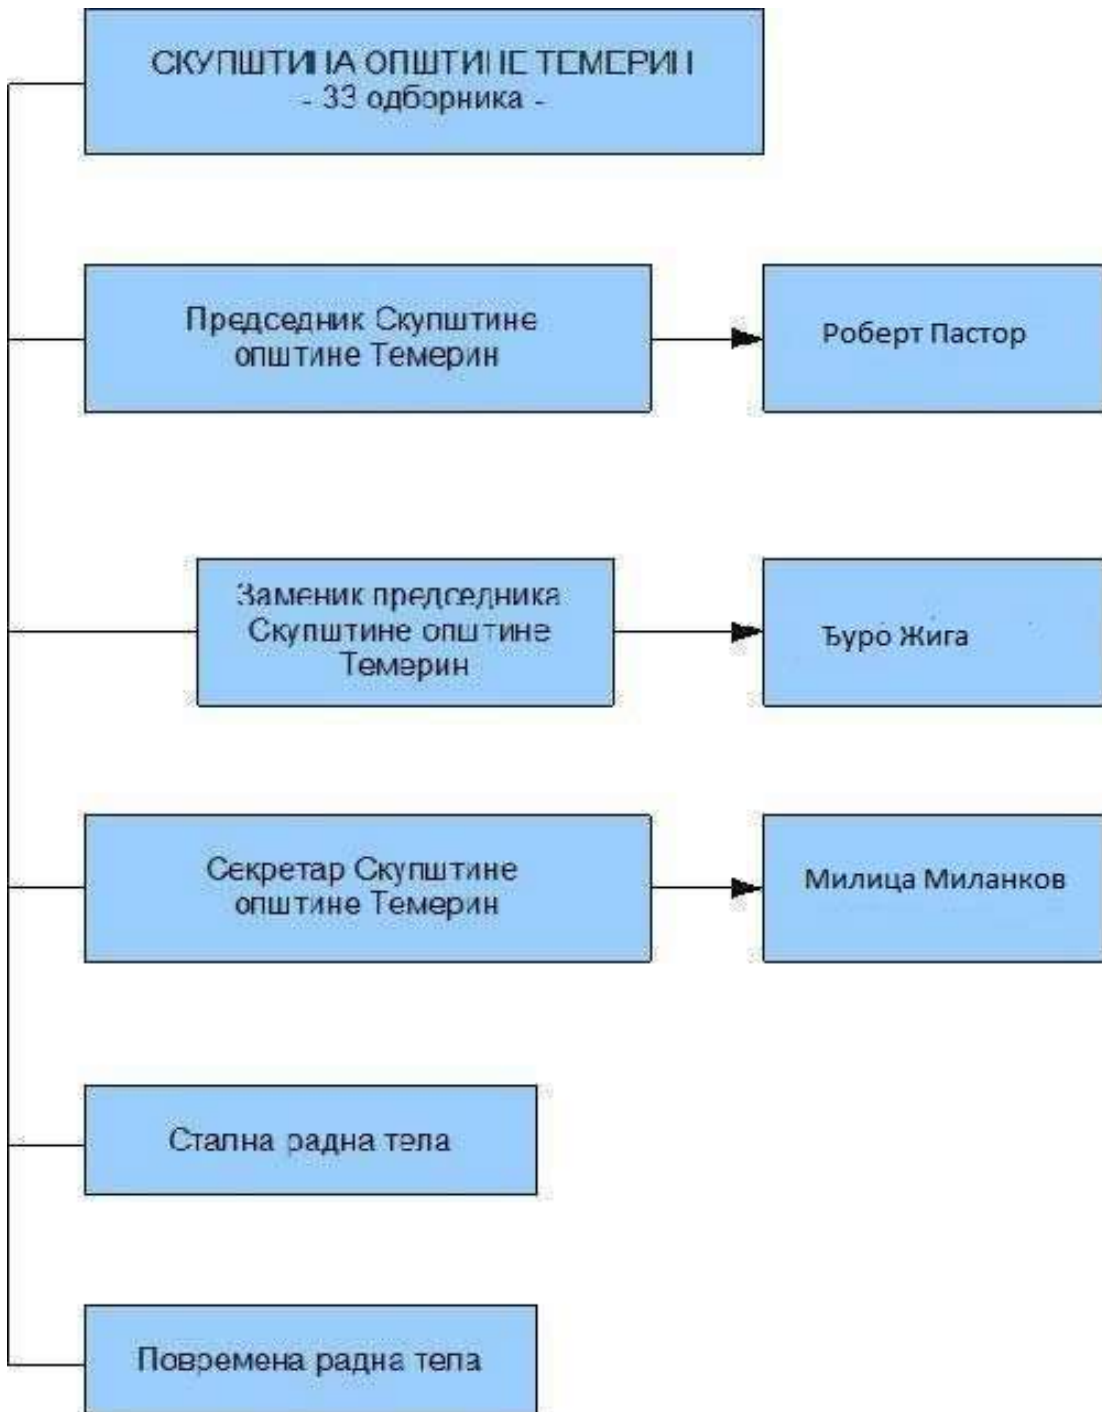 СКУПШТИНА ОПШТИНЕ ТЕМЕРИН
- 33 одборника -
Председник Скупштине
општине Темерин
Роберт Пастор
Заменик председника
Скупштине општине
Темерин
Ђуро Жига
Секретар Скупштине
општине Темерин
Милица Миланков
Стална радна тела
Повремена радна тела